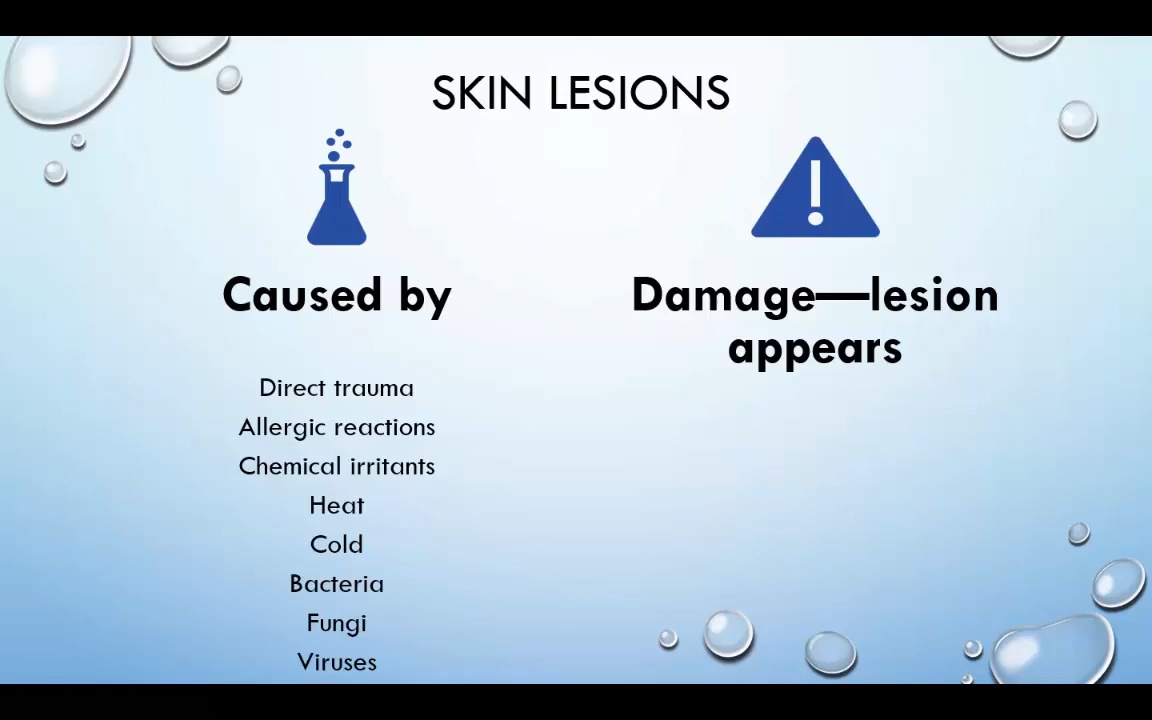 SKIN LESIONS
Caused by
Direct trauma
Allergic reactions
Chemical irritants
Heat
Cold
Bacteria
Fungi
Viruses
Damage—lesion
appears